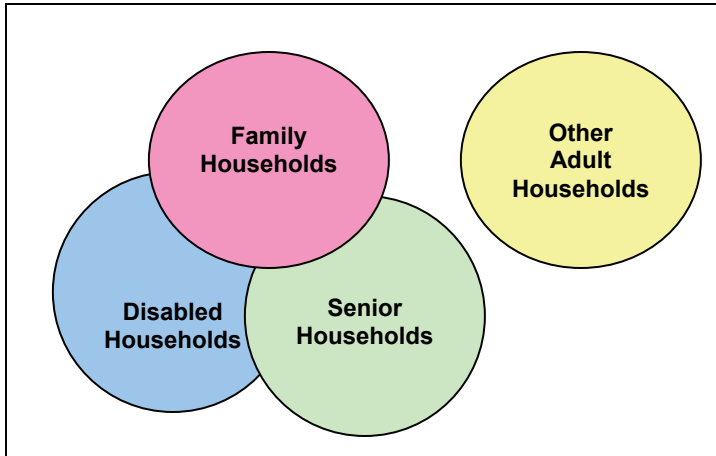 Family
Households
Other
Adult
Households
Disabled
Households
Senior
Households